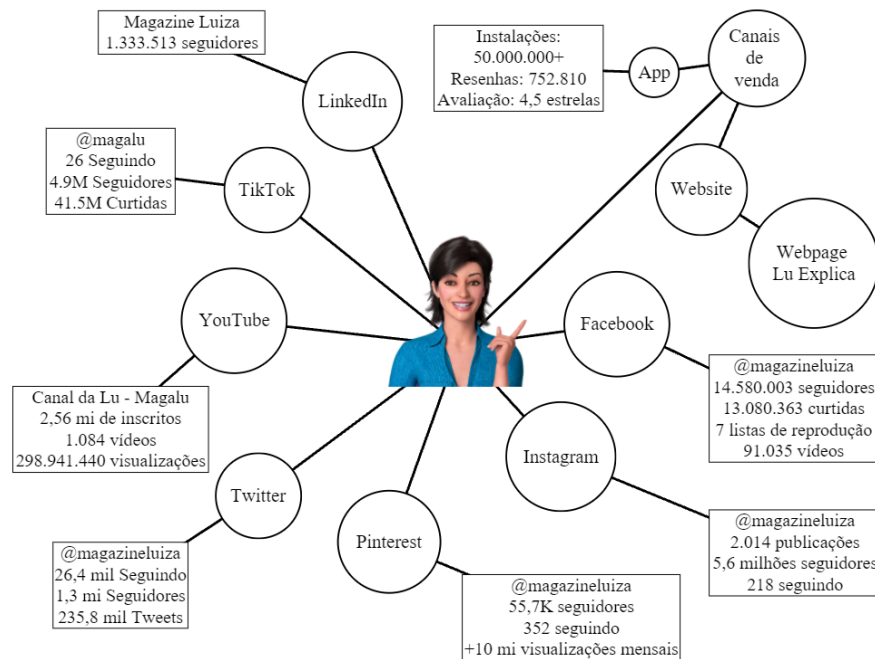 Magazine Luiza
1.333.513 seguidores
LinkedIn
Instalações:
50.000.000+
Resenhas: 752.810
Avaliação: 4,5 estrelas
App
Canais
de
venda
@magalu
26 Seguindo
4.9M Seguidores
41.5M Curtidas
TikTok
Website
Webpage
Lu Explica
YouTube
Facebook
Canal da Lu - Magalu
2,56 mi de inscritos
1.084 vídeos
298.941.440 visualizações
@magazineluiza
14.580.003 seguidores
13.080.363 curtidas
7 listas de reprodução
91.035 vídeos
Instagram
Twitter
Pinterest
@magazineluiza
2.014 publicações
5,6 milhões seguidores
218 seguindo
@magazineluiza
26,4 mil Seguindo
1,3 mi Seguidores
235,8 mil Tweets
@magazineluiza
55,7K seguidores
352 seguindo
+10 mi visualizações mensais